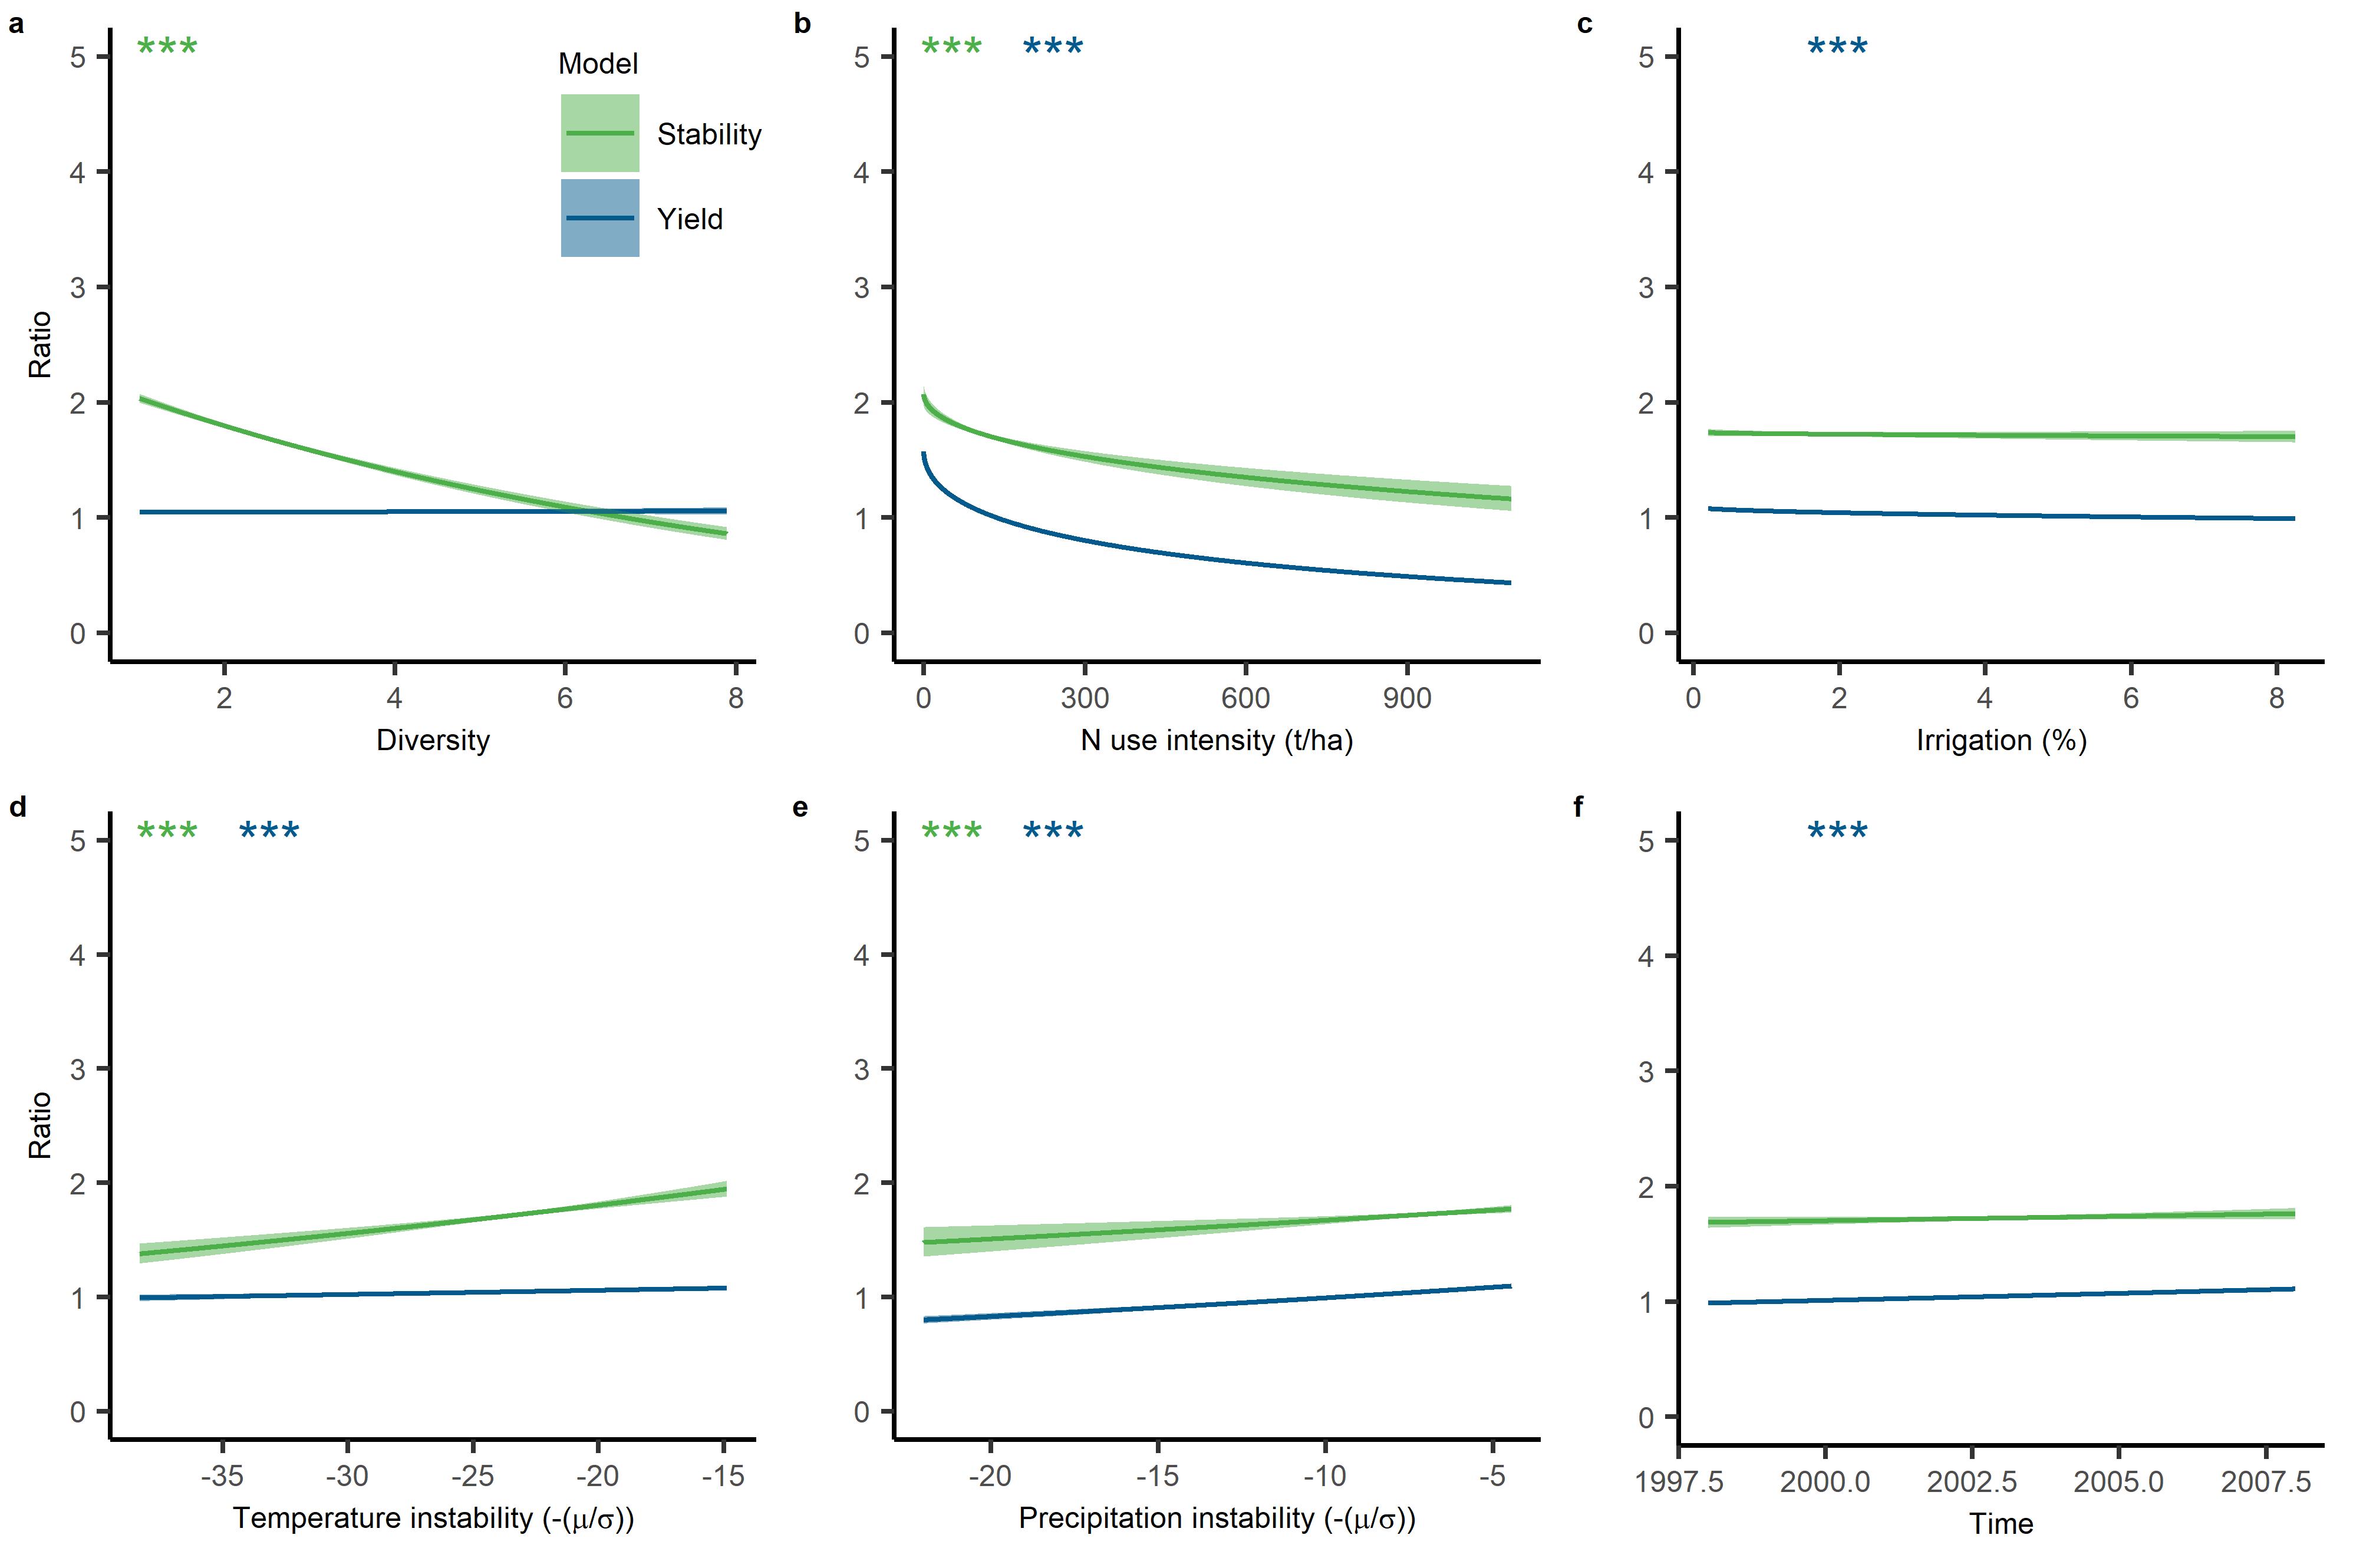 a
***
Model
Stability
Yield
5
4
3
2
1
0
Ratio
2 4 6 8
Diversity
b
*** ***
5
4
3
2
1
0
0 300 600 900
N use intensity (t/ha)
c
***
5
4
3
2
1
0
0 2 4 6 8
Irrigation (%)
d
*** ***
5
4
3
2
1
0
Ratio
-35 -30 -25 -20 -15
Temperature instability (-(μ/σ))
e
*** ***
5
4
3
2
1
0
-20 -15 -10 -5
Precipitation instability (-(μ/σ))
f
***
5
4
3
2
1
0
1997.5 2000.0 2002.5 2005.0 2007.5
Time